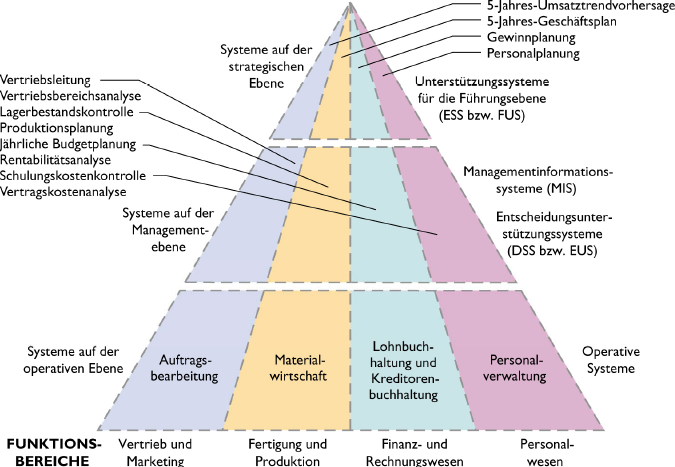 5-Jahres-Umsatztrendvorhersage
5-Jahres-Geschäftsplan
Gewinnplanung
Personalplanung
Systeme auf der
strategischen
Ebene
Unterstützungssysteme
für die Führungsebene
(ESS bzw. FUS)
Vertriebsleitung
Vertriebsbereichsanalyse
Lagerbestandskontrolle
Produktionsplanung
Jährliche Budgetplanung
Rentabilitätsanalyse
Schulungskostenkontrolle
Vertragskostenanalyse
Systeme auf der
Management-
ebene
Managementinformations-
systeme (MIS)
Entscheidungsunter-
stützungssysteme
(DSS bzw. EUS)
Systeme auf der
operativen Ebene
Auftrags-
bearbeitung
Material-
wirtschaft
Lohnbuch-
haltung und
Kreditoren-
buchhaltung
Personal-
verwaltung
Operative
Systeme
FUNKTIONS-
BEREICHE
Vertrieb und
Marketing
Fertigung und
Produktion
Finanz- und
Rechnungswesen
Personal-
wesen